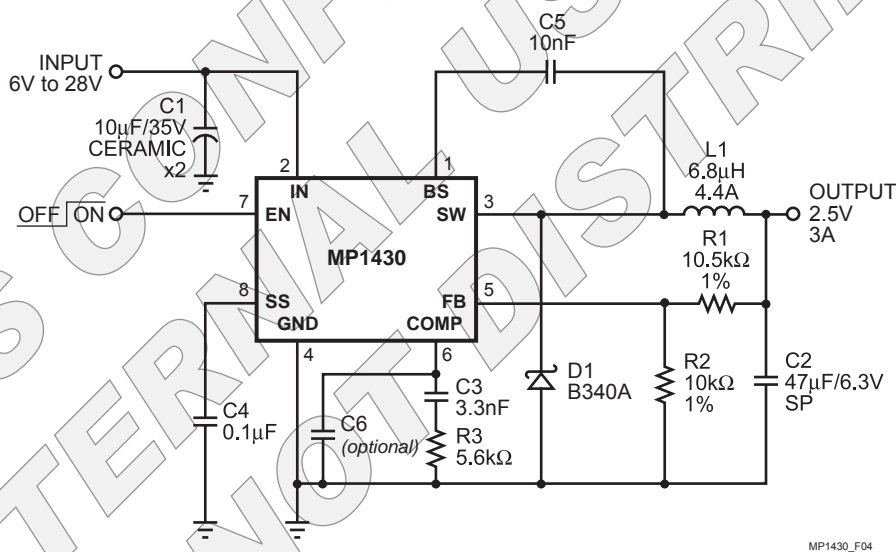 C5
10nF
INPUT
6V to 28V
C1
10µF/35V
CERAMIC
x2
2
1
IN
BS
L1
6.8µH
4.4A
OFF ON
7
EN
SW
3
OUTPUT
2.5V
3A
MP1430
R1
10.5kΩ
1%
8
SS
FB
5
GND
COMP
4
6
C4
0.1µF
C6
(optional)
C3
3.3nF
R3
5.6kΩ
D1
B340A
R2
10kΩ
1%
C2
47µF/6.3V
SP
MP1430_F04